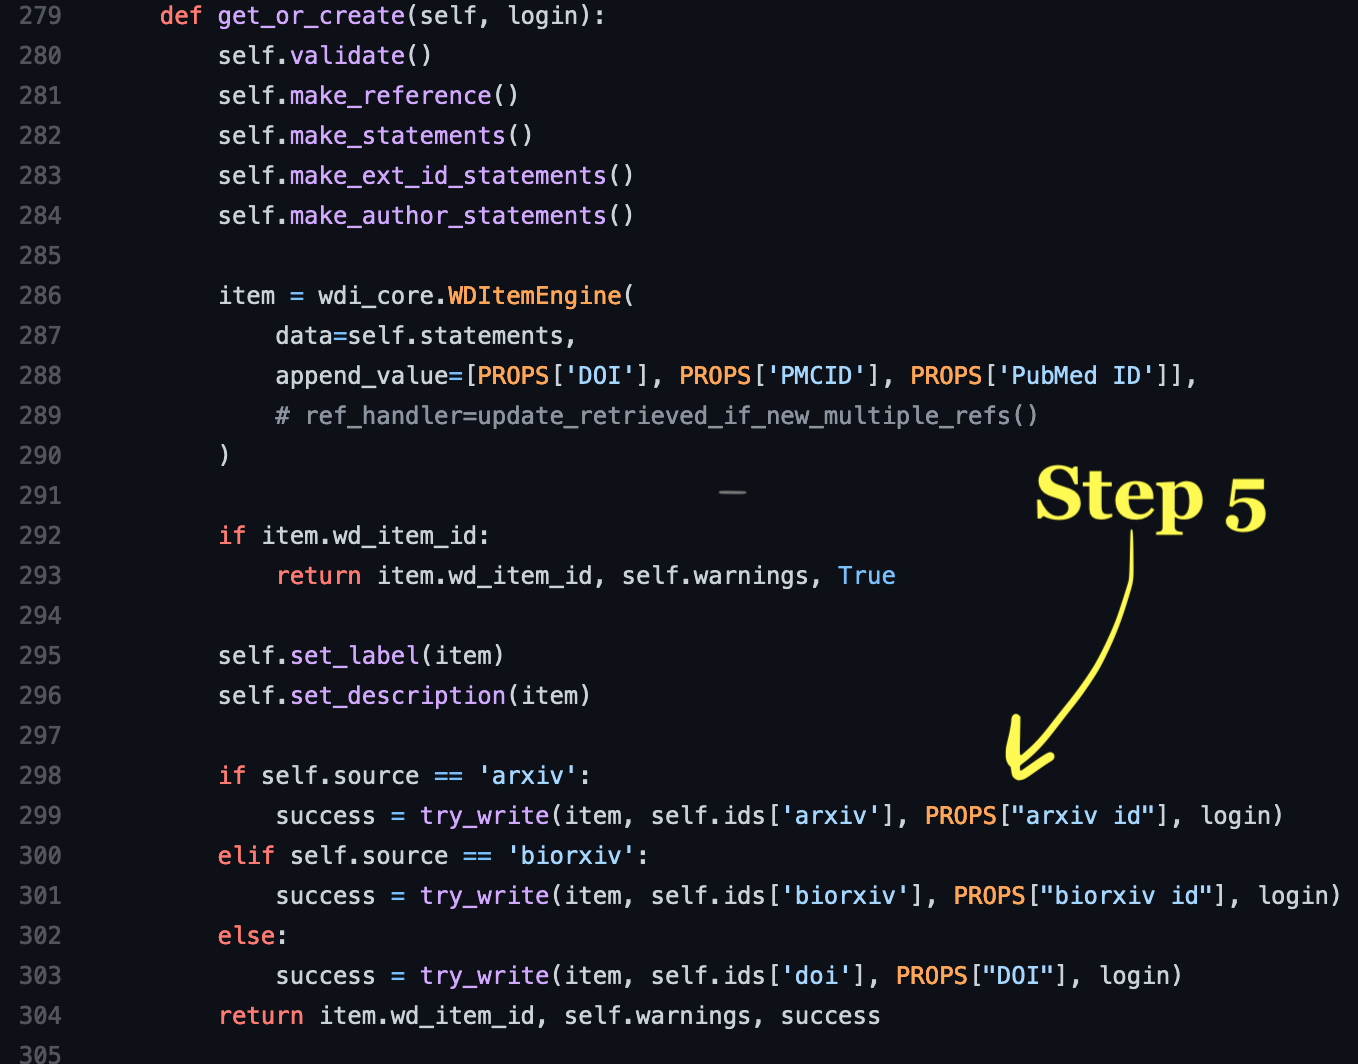 279 def get_or_create(self, login):
280 self.validate()
281 self.make_reference()
282 self.make_statements()
283 self.make_ext_id_statements()
284 self.make_author_statements()
285
286 item = wdi_core.WDItemEngine(
287 data=self.statements,
288 append_value=[PROPS['DOI'], PROPS['PMCID'], PROPS['PubMed ID']],
289 # ref_handler=update_retrieved_if_new_multiple_refs()
290 )
291
Step 5
292 if item.wd_item_id:
293 return item.wd_item_id, self.warnings, True
294
295 self.set_label(item)
296 self.set_description(item)
297
298 if self.source == 'arxiv':
299 success = try_write(item, self.ids['arxiv'], PROPS["arxiv id"], login)
300 elif self.source == 'biorxiv':
301 success = try_write(item, self.ids['biorxiv'], PROPS["biorxiv id"], login)
302 else:
303 success = try_write(item, self.ids['doi'], PROPS["DOI"], login)
304 return item.wd_item_id, self.warnings, success
305